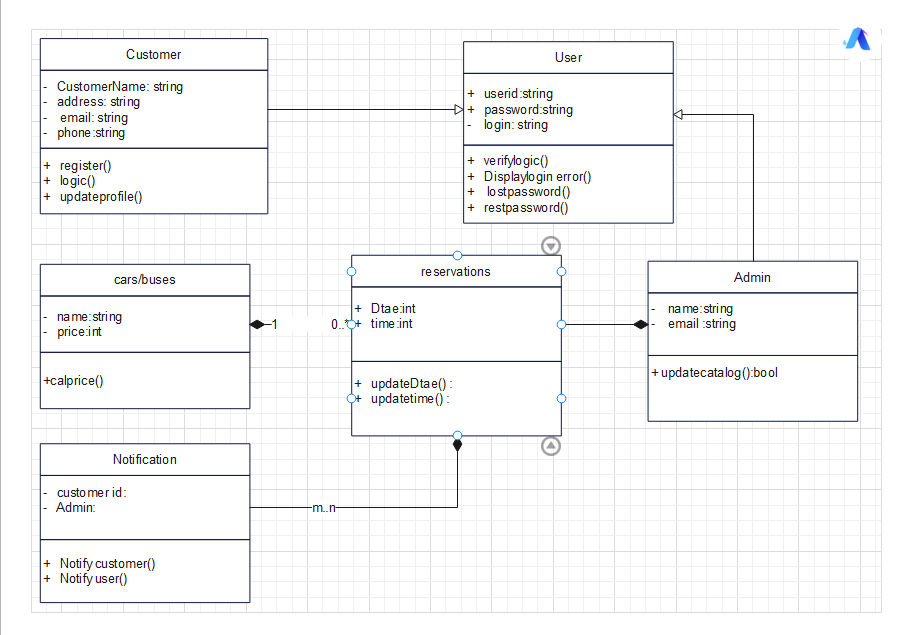 Customer
- CustomerName: string
- address: string
- email: string
- phone:string
+ register()
+ logic()
+ updateprofile()
User
+ userid:string
+ password:string
- login: string
+ verifylogic()
+ Displaylogin error()
+ lostpassword()
+ restpassword()
cars/buses
- name:string
- price:int
+calprice()
1
0..*
reservations
+ Dtae:int
+ time:int
+ updateDtae() :
+ updatetime() :
Admin
- name:string
- email :string
+ updatecatalog():bool
Notification
- customer id:
- Admin:
+ Notify customer()
+ Notify user()
m..n